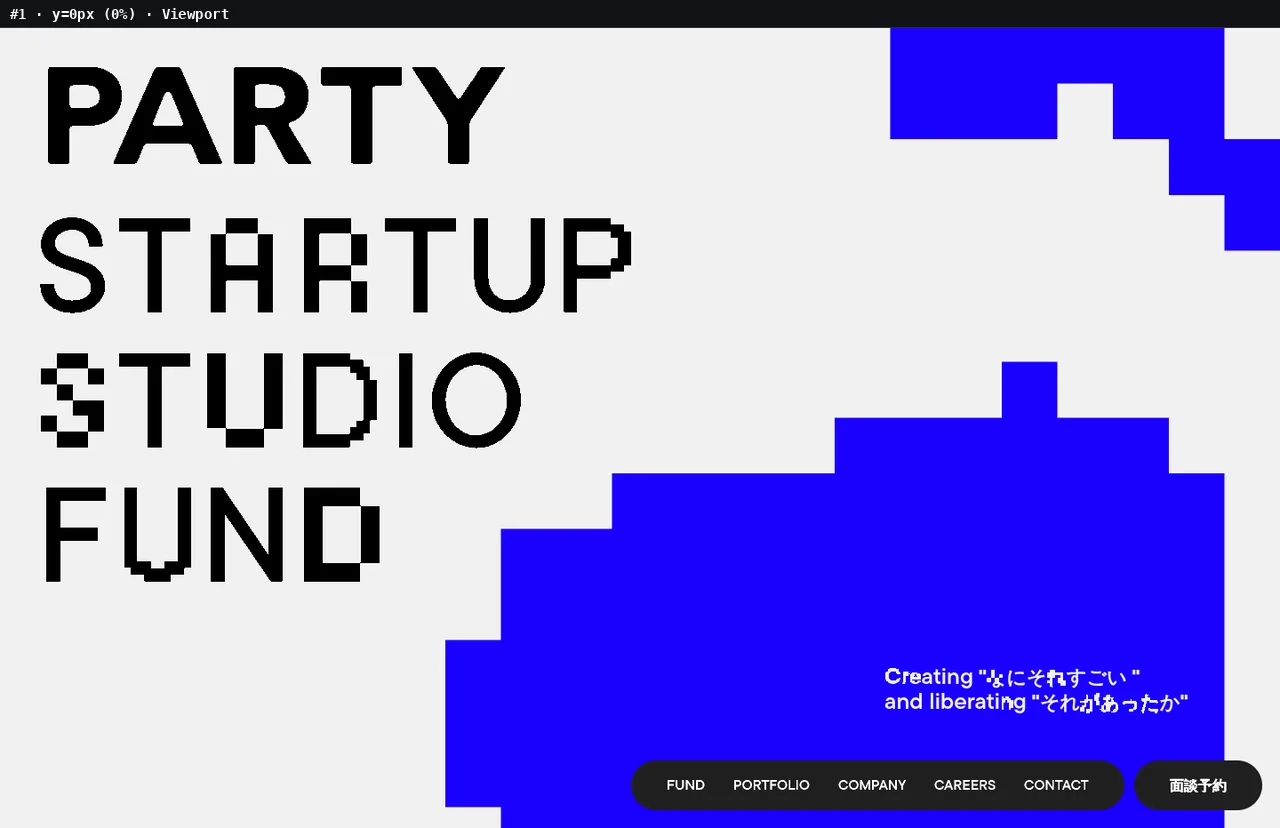 #1 · y=0px (0%) · Viewport
PARTY
STARTUP
STUDIO
FUND
Creating "なにそれすごい "
and liberating "それがあったか"
FUND PORTFOLIO COMPANY CAREERS CONTACT 面談予約